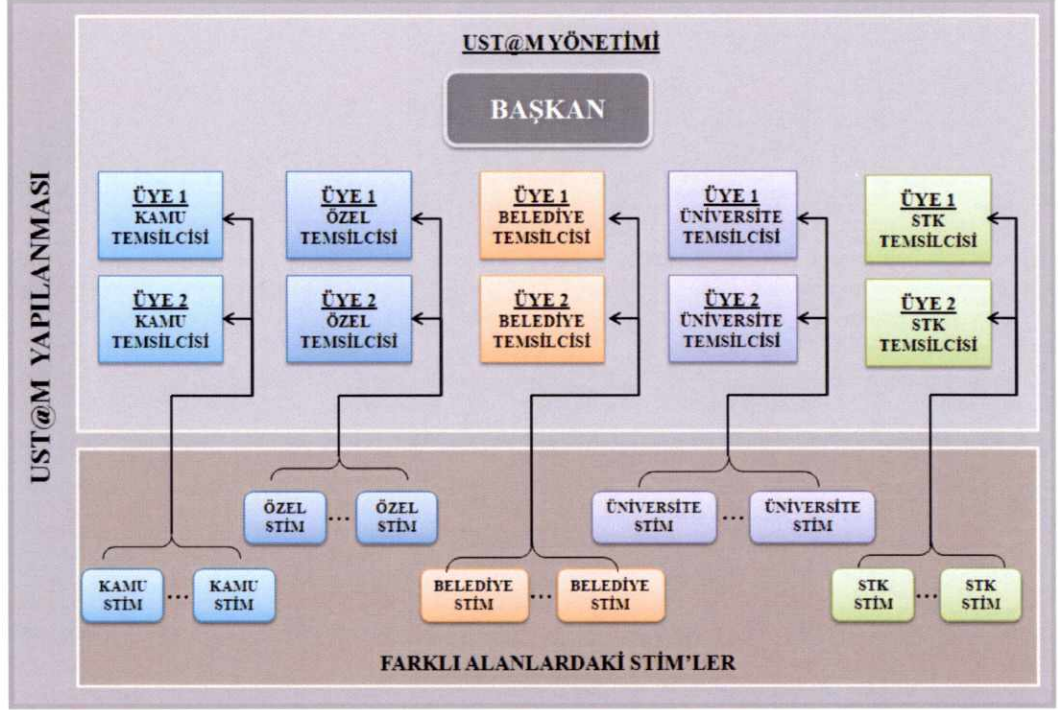 UST@M YÖNETİMİ
BAŞKAN
UST@M YAPILANMASI
ÜYE 1
KAMU
TEMSİLCİSİ
ÜYE 1
ÖZEL
TEMSİLCİSİ
ÜYE 1
BELEDİYE
TEMSİLCİSİ
ÜYE 1
ÜNİVERSİTE
TEMSİLCİSİ
ÜYE 1
STK
TEMSİLCİSİ
ÜYE 2
KAMU
TEMSİLCİSİ
ÜYE 2
ÖZEL
TEMSİLCİSİ
ÜYE 2
BELEDİYE
TEMSİLCİSİ
ÜYE 2
ÜNİVERSİTE
TEMSİLCİSİ
ÜYE 2
STK
TEMSİLCİSİ
ÖZEL
STİM
...
ÖZEL
STİM
ÜNİVERSİTE
STİM
...
ÜNİVERSİTE
STİM
KAMU
STİM
...
KAMU
STİM
BELEDİYE
STİM
...
BELEDİYE
STİM
STK
STİM
...
STK
STİM
FARKLI ALANLARDAKİ STİM'LER